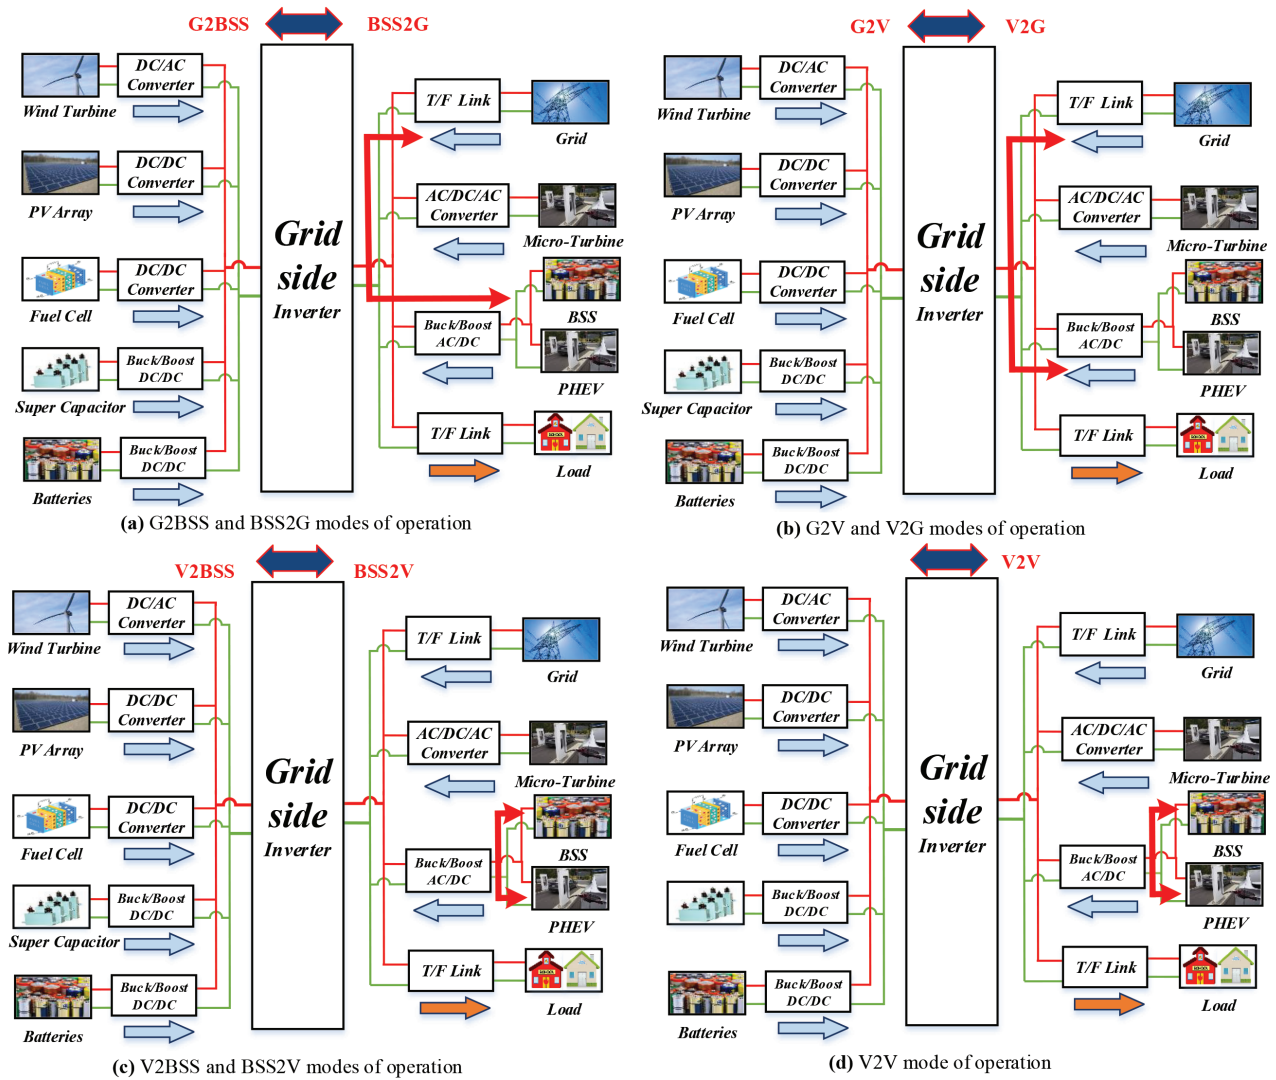 G2BSS BSS2G
DC/AC
Converter
Wind Turbine
DC/DC
Converter
PV Array
DC/DC
Converter
Fuel Cell
Buck/Boost
DC/DC
Super Capacitor
Buck/Boost
DC/DC
Batteries
Grid
side
Inverter
T/F Link
Grid
AC/DC/AC
Converter
Micro-Turbine
BSS
Buck/Boost
AC/DC
PHEV
T/F Link
Load
(a) G2BSS and BSS2G modes of operation
G2V V2G
DC/AC
Converter
Wind Turbine
DC/DC
Converter
PV Array
DC/DC
Converter
Fuel Cell
Buck/Boost
DC/DC
Super Capacitor
Buck/Boost
DC/DC
Batteries
Grid
side
Inverter
T/F Link
Grid
AC/DC/AC
Converter
Micro-Turbine
BSS
Buck/Boost
AC/DC
PHEV
T/F Link
Load
(b) G2V and V2G modes of operation
V2BSS BSS2V
DC/AC
Converter
Wind Turbine
DC/DC
Converter
PV Array
DC/DC
Converter
Fuel Cell
Buck/Boost
DC/DC
Super Capacitor
Buck/Boost
DC/DC
Batteries
Grid
side
Inverter
T/F Link
Grid
AC/DC/AC
Converter
Micro-Turbine
BSS
Buck/Boost
AC/DC
PHEV
T/F Link
Load
(c) V2BSS and BSS2V modes of operation
V2V
DC/AC
Converter
Wind Turbine
DC/DC
Converter
PV Array
DC/DC
Converter
Fuel Cell
Buck/Boost
DC/DC
Buck/Boost
DC/DC
Batteries
Grid
side
Inverter
T/F Link
Grid
AC/DC/AC
Converter
Micro-Turbine
BSS
Buck/Boost
AC/DC
PHEV
T/F Link
Load
(d) V2V mode of operation